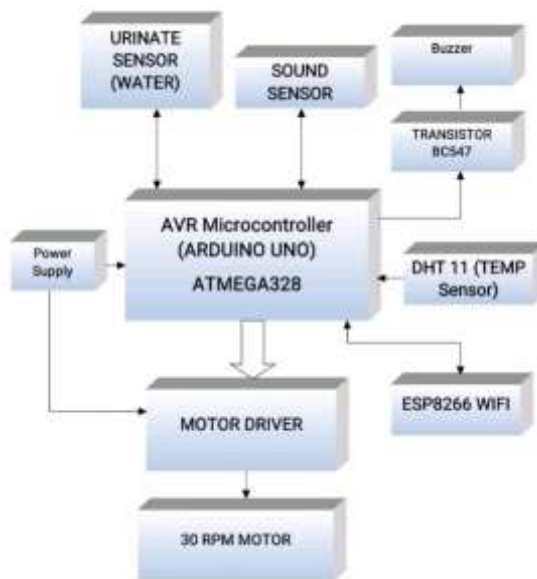 URINATE
SENSOR
(WATER)
SOUND
SENSOR
Buzzer
TRANSISTOR
BC547
AVR Microcontroller
(ARDUINO UNO)
ATMEGA328
Power
Supply
DHT 11 (TEMP
Sensor)
ESP8266 WIFI
MOTOR DRIVER
30 RPM MOTOR